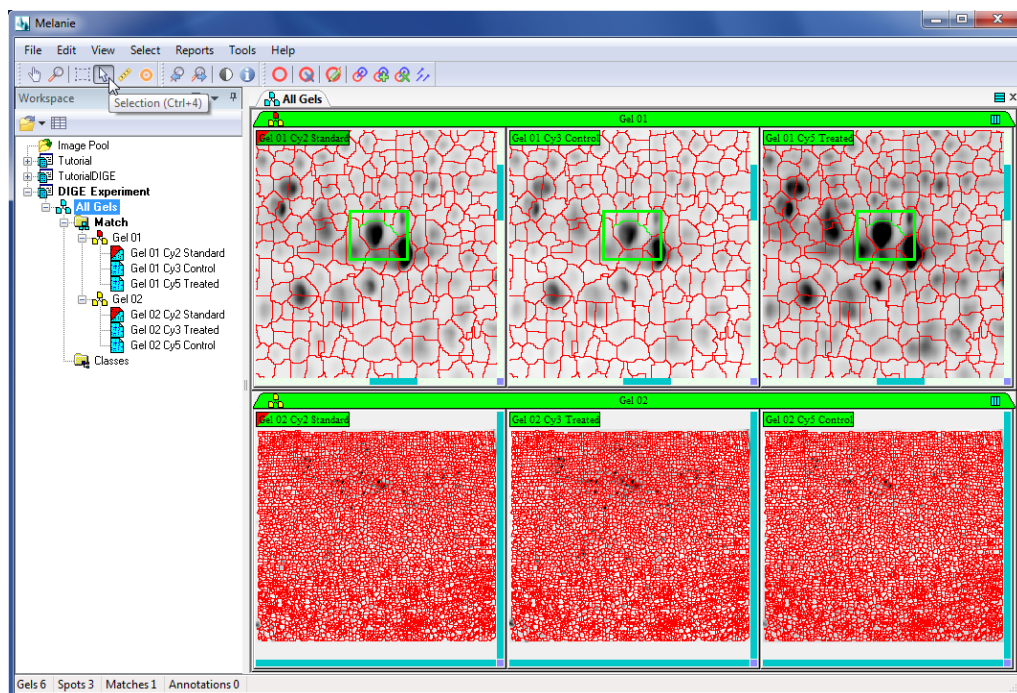 Melanie
File Edit View Select Reports Tools Help
Workspace
Selection (Ctrl+4)
All Gels
Image Pool
Tutorial
TutorialDIGE
DIGE Experiment
All Gels
Match
Gel 01
Gel 01 Cy2 Standard
Gel 01 Cy3 Control
Gel 01 Cy5 Treated
Gel 02
Gel 02 Cy2 Standard
Gel 02 Cy3 Treated
Gel 02 Cy5 Control
Classes
Gel 01
Gel 01 Cy2 Standard Gel 01 Cy3 Control Gel 01 Cy5 Treated
Gel 02
Gel 02 Cy2 Standard Gel 02 Cy3 Treated Gel 02 Cy5 Control
Gels 6 Spots 3 Matches 1 Annotations 0